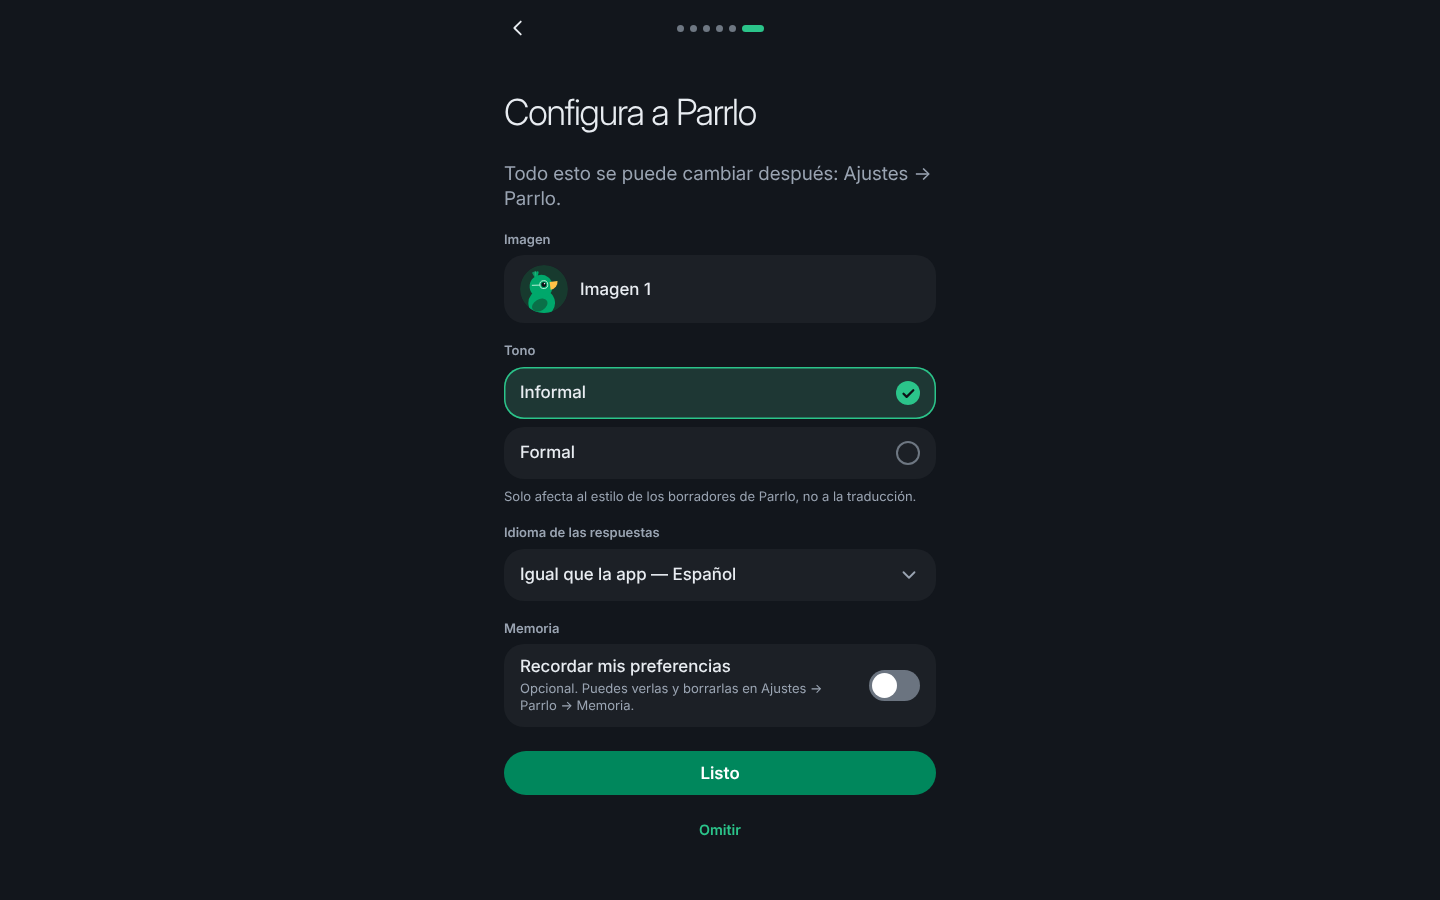 Configura a Parrlo
Todo esto se puede cambiar después: Ajustes →
Parrlo.
Imagen
Imagen 1
Tono
Informal
Formal
Solo afecta al estilo de los borradores de Parrlo, no a la traducción.
Idioma de las respuestas
Igual que la app — Español
Memoria
Recordar mis preferencias
Opcional. Puedes verlas y borrarlas en Ajustes →
Parrlo → Memoria.
Listo
Omitir